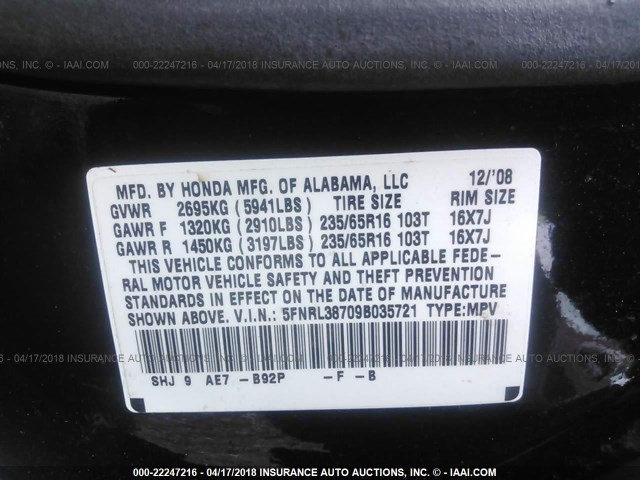 INC. - IAAI.COM 000-22247216 - 04/17/2018 INSURANCE AUTO AUCTIONS, INC. - IAAI.COM 000-22247216 - 04/17/2018
MFD. BY HONDA MFG. OF ALABAMA, LLC 12/'08
GVWR 2695KG (5941LBS) TIRE SIZE RIM SIZE
GAWR F 1320KG (2910LBS) 235/65R16 103T 16X7J
GAWR R 1450KG (3197LBS) 235/65R16 103T 16X7J
THIS VEHICLE CONFORMS TO ALL APPLICABLE FEDE-
RAL MOTOR VEHICLE SAFETY AND THEFT PREVENTION
STANDARDS IN EFFECT ON THE DATE OF MANUFACTURE
SHOWN ABOVE. V.I.N.: 5FNRL38709B035721 TYPE:MPV
SHJ 9 AE7 -B92P -F -B
000-22247216 - 04/17/2018 INSURANCE AUTO AUCTIONS, INC. - IAAI.COM